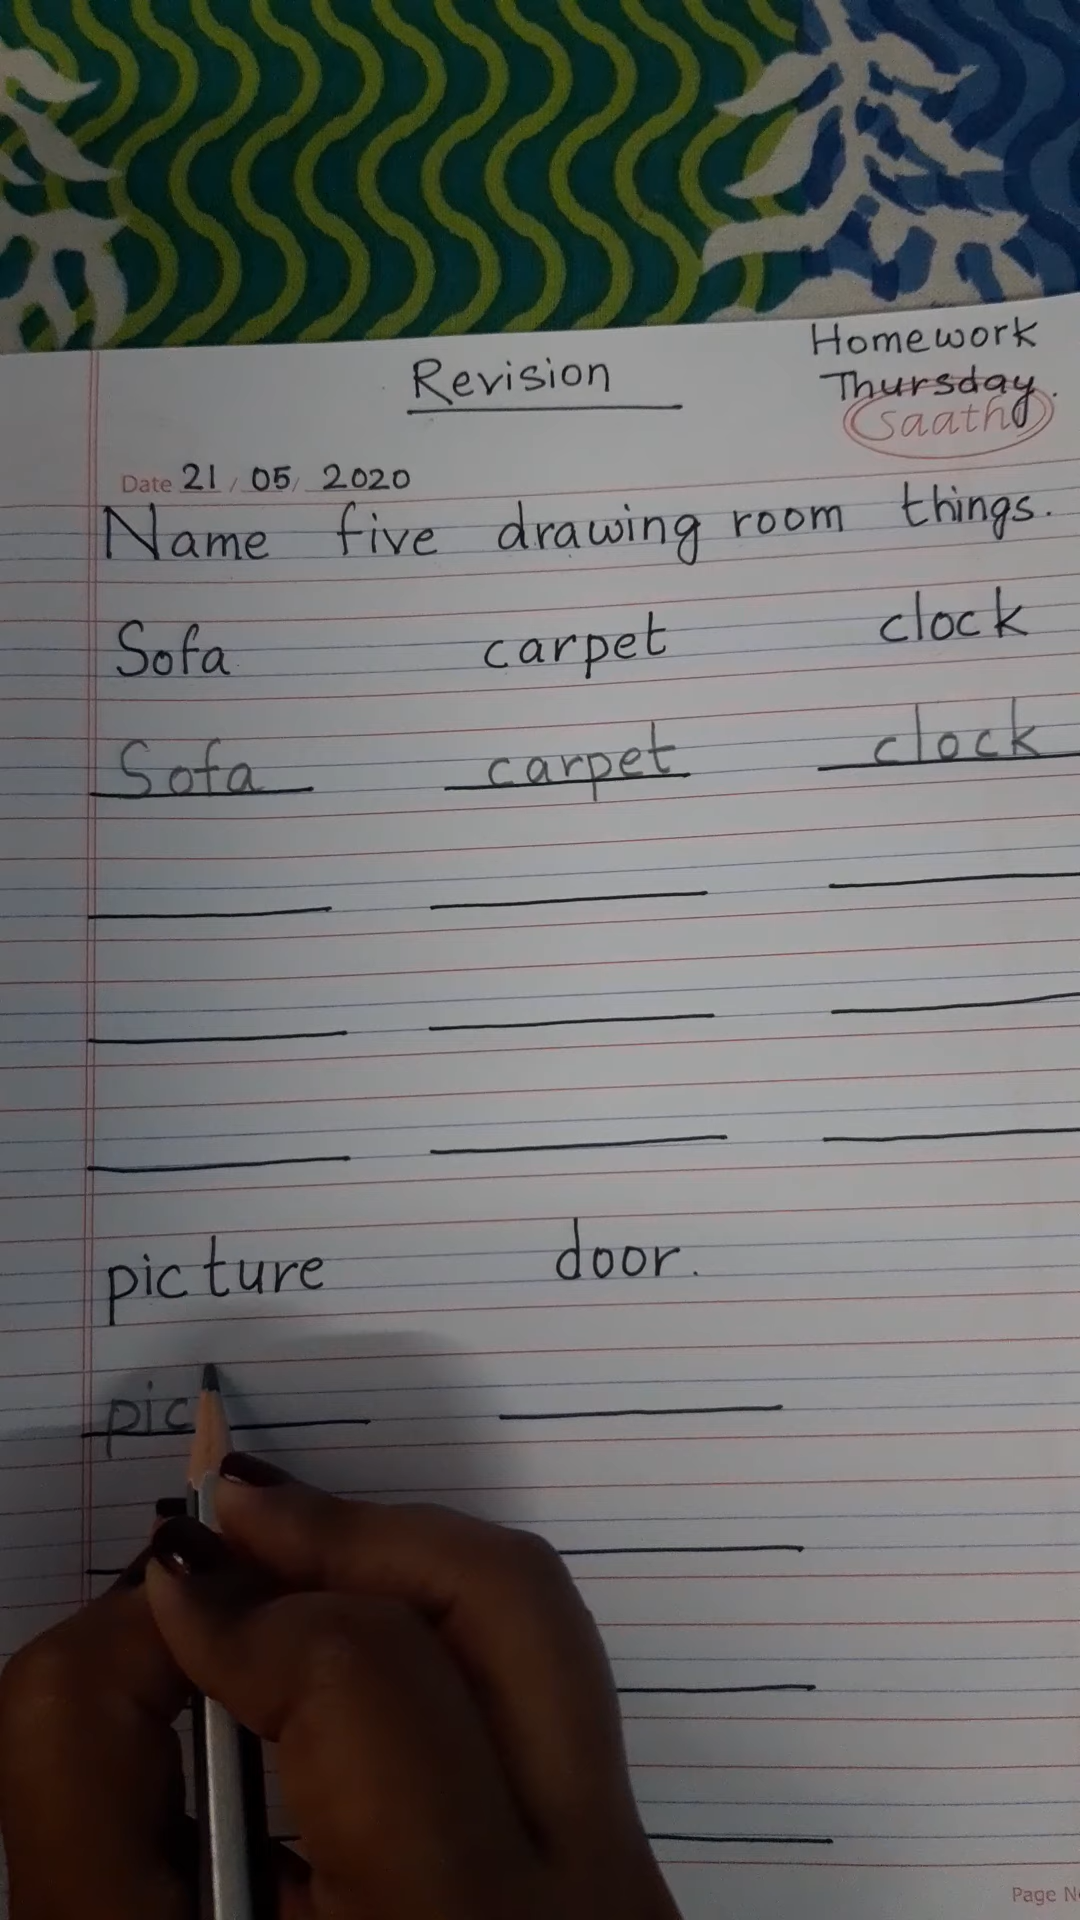 Homework
Revision
Thursday.
Saathi
Date 21/05/2020
Name five drawing room things.
Sofa carpet clock
Sofa carpet clock
picture door.
pic
Page N